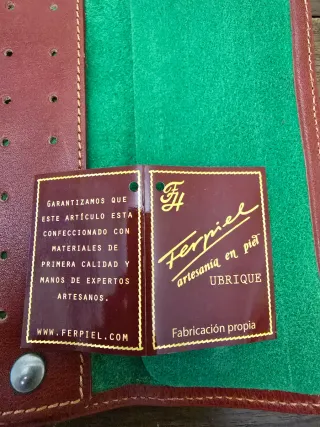 GARANTIZAMOS QUE
ESTE ARTÍCULO ESTA
CONFECCIONADO CON
MATERIALES DE
PRIMERA CALIDAD Y
MANOS DE EXPERTOS
ARTESANOS.
WWW.FERPIEL.COM
FH
Ferpiel
artesanía en piel
UBRIQUE
Fabricación propia